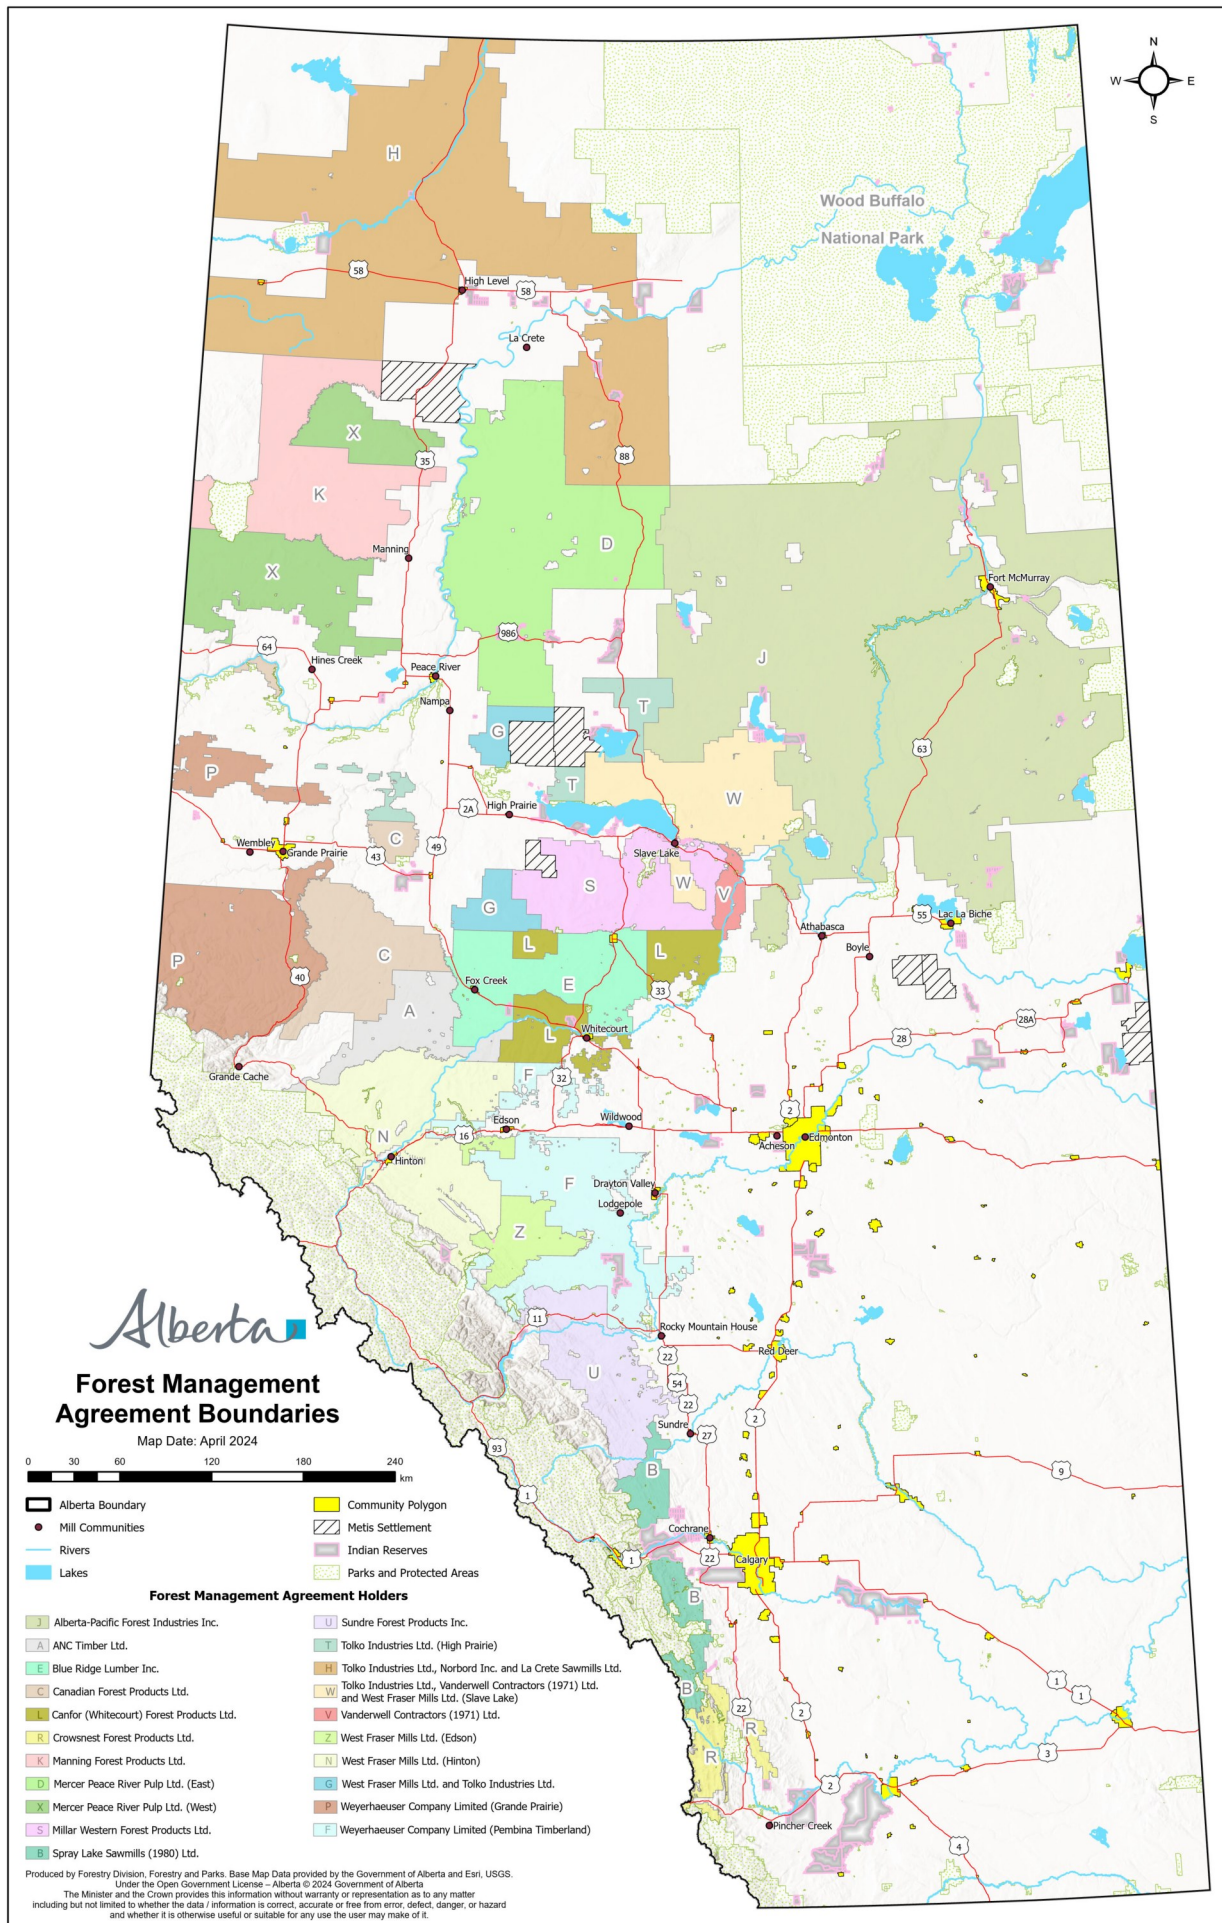 N
W
E
S
H
Wood Buffalo
National Park
58
High Level
58
La Crete
X
35
88
K
Manning
D
X
Fort McMurray
986
64
Hines Creek
Peace River
J
Nampa
G
T
63
P
T
W
2A
High Prairie
Wembley
Grande Prairie
C
43
49
Slave Lake
S
W
V
G
55
Lac La Biche
Athabasca
Boyle
L
L
P
40
C
Fox Creek
E
33
A
28A
L
Whitecourt
28
Grande Cache
F
32
2
Edson
Wildwood
N
16
Acheson
Edmonton
Hinton
F
Drayton Valley
Lodgepole
Z
Alberta
11
Rocky Mountain House
22
Red Deer
Forest Management
Agreement Boundaries
U
54
22
2
Map Date: April 2024
Sundre
27
93
0 30 60 120 180 240
km
B
9
1
Cochrane
1
22
Calgary
B
B
22
2
1
1
R
R
3
2
Pincher Creek
4
Alberta Boundary
Mill Communities
Rivers
Lakes
Community Polygon
Metis Settlement
Indian Reserves
Parks and Protected Areas
Forest Management Agreement Holders
J Alberta-Pacific Forest Industries Inc.
A ANC Timber Ltd.
E Blue Ridge Lumber Inc.
C Canadian Forest Products Ltd.
L Canfor (Whitecourt) Forest Products Ltd.
R Crowsnest Forest Products Ltd.
K Manning Forest Products Ltd.
D Mercer Peace River Pulp Ltd. (East)
X Mercer Peace River Pulp Ltd. (West)
S Millar Western Forest Products Ltd.
B Spray Lake Sawmills (1980) Ltd.
U Sundre Forest Products Inc.
T Tolko Industries Ltd. (High Prairie)
H Tolko Industries Ltd., Norbord Inc. and La Crete Sawmills Ltd.
W Tolko Industries Ltd., Vanderwell Contractors (1971) Ltd.
and West Fraser Mills Ltd. (Slave Lake)
V Vanderwell Contractors (1971) Ltd.
Z West Fraser Mills Ltd. (Edson)
N West Fraser Mills Ltd. (Hinton)
G West Fraser Mills Ltd. and Tolko Industries Ltd.
P Weyerhaeuser Company Limited (Grande Prairie)
F Weyerhaeuser Company Limited (Pembina Timberland)
Produced by Forestry Division, Forestry and Parks. Base Map Data provided by the Government of Alberta and Esri, USGS.
Under the Open Government License – Alberta © 2024 Government of Alberta
The Minister and the Crown provides this information without warranty or representation as to any matter
including but not limited to whether the data / information is correct, accurate or free from error, defect, danger, or hazard
and whether it is otherwise useful or suitable for any use the user may make of it.